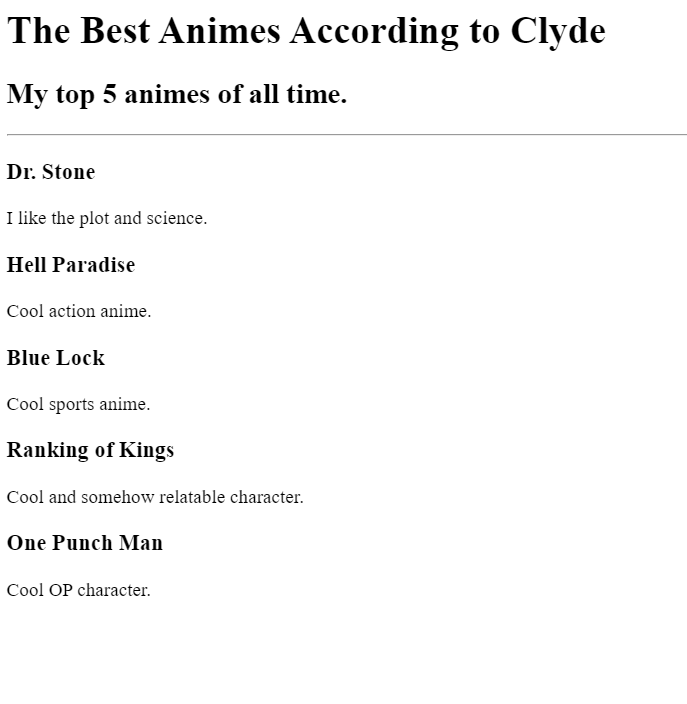 The Best Animes According to Clyde
My top 5 animes of all time.
Dr. Stone
I like the plot and science.
Hell Paradise
Cool action anime.
Blue Lock
Cool sports anime.
Ranking of Kings
Cool and somehow relatable character.
One Punch Man
Cool OP character.